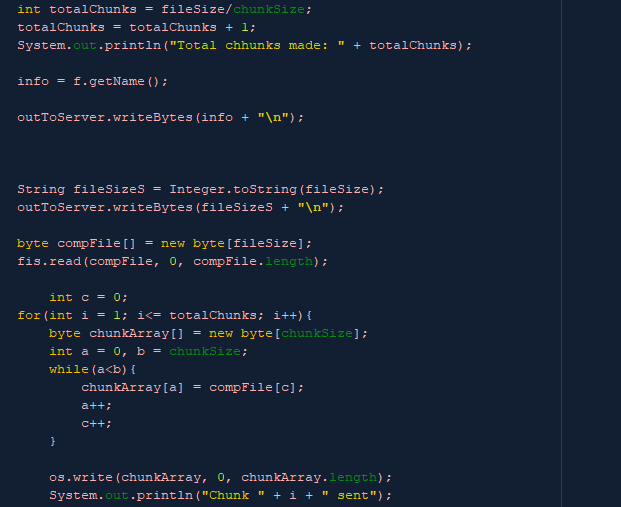 int totalChunks = fileSize/chunkSize;
totalChunks = totalChunks + 1;
System.out.println("Total chhunks made: " + totalChunks);
info = f.getName();
outToServer.writeBytes(info + "\n");
String fileSizeS = Integer.toString(fileSize);
outToServer.writeBytes(fileSizeS + "\n");
byte compFile[] = new byte[fileSize];
fis.read(compFile, 0, compFile.length);
int c = 0;
for(int i = 1; i<= totalChunks; i++){
byte chunkArray[] = new byte[chunkSize];
int a = 0, b = chunkSize;
while(a<b){
chunkArray[a] = compFile[c];
a++;
c++;
}
os.write(chunkArray, 0, chunkArray.length);
System.out.println("Chunk " + i + " sent");